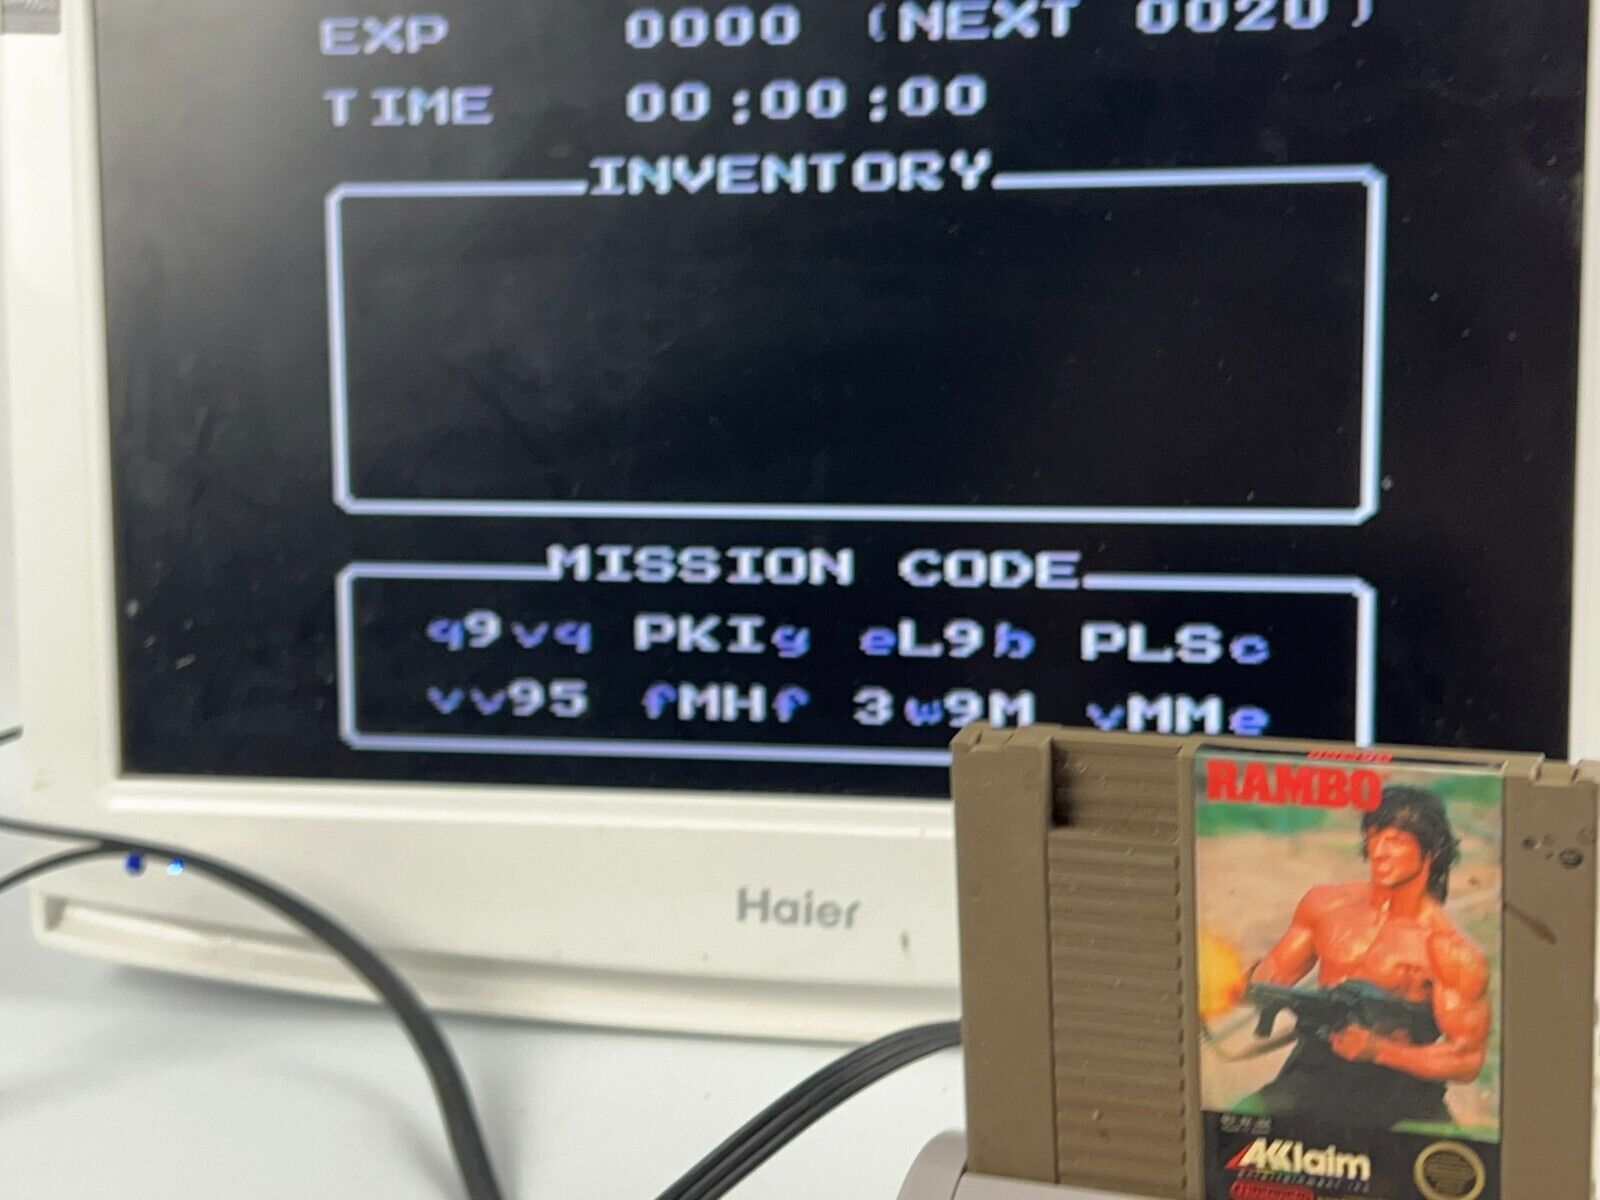 EXP 0000 (NEXT 0020)
TIME 00:00:00
INVENTORY
MISSION CODE
q9vq PKIg eL9b PLSc
vv95 fMHf 3w9M vMMe
Haier
RAMBO
AKKlaim